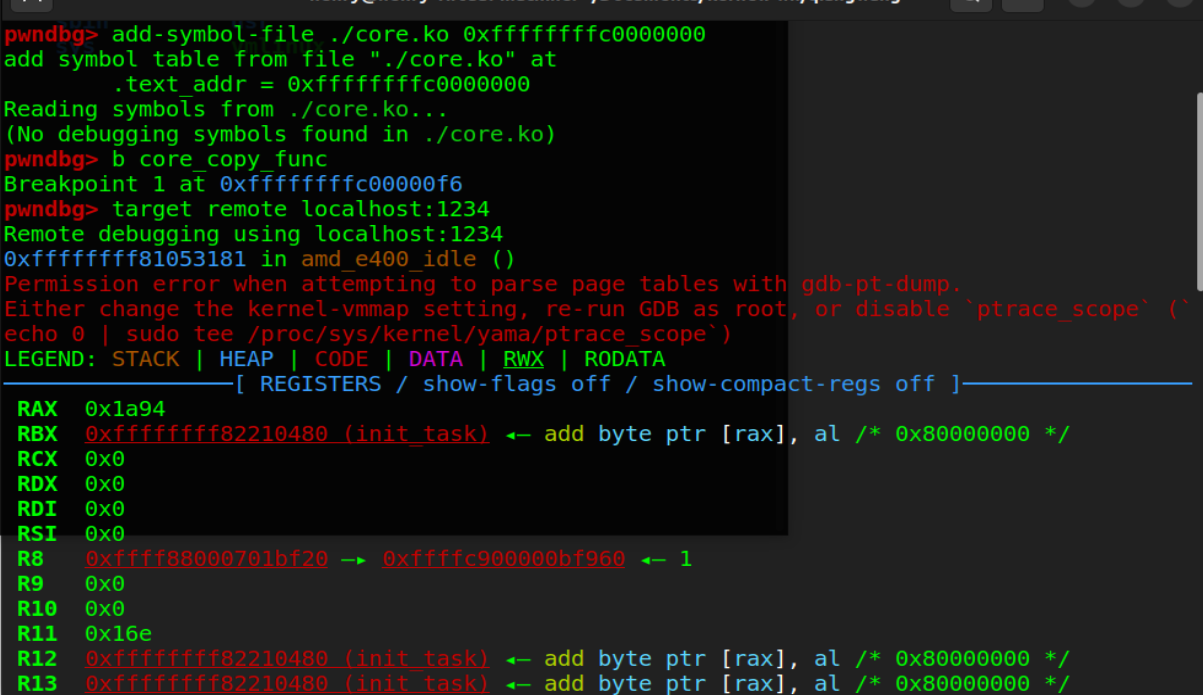 pwndbg> add-symbol-file ./core.ko 0xffffffffc0000000
add symbol table from file "./core.ko" at
        .text_addr = 0xffffffffc0000000
Reading symbols from ./core.ko...
(No debugging symbols found in ./core.ko)
pwndbg> b core_copy_func
Breakpoint 1 at 0xffffffffc00000f6
pwndbg> target remote localhost:1234
Remote debugging using localhost:1234
0xffffffff81053181 in amd_e400_idle ()
Permission error when attempting to parse page tables with gdb-pt-dump.
Either change the kernel-vmmap setting, re-run GDB as root, or disable `ptrace_scope` (`
echo 0 | sudo tee /proc/sys/kernel/yama/ptrace_scope`)
LEGEND: STACK | HEAP | CODE | DATA | RWX | RODATA
[ REGISTERS / show-flags off / show-compact-regs off ]
RAX  0x1a94
RBX  0xffffffff82210480 (init_task) ◂— add byte ptr [rax], al /* 0x80000000 */
RCX  0x0
RDX  0x0
RDI  0x0
RSI  0x0
R8   0xffff88000701bf20 —▸ 0xffffc900000bf960 ◂— 1
R9   0x0
R10  0x0
R11  0x16e
R12  0xffffffff82210480 (init_task) ◂— add byte ptr [rax], al /* 0x80000000 */
R13  0xffffffff82210480 (init_task) ◂— add byte ptr [rax], al /* 0x80000000 */